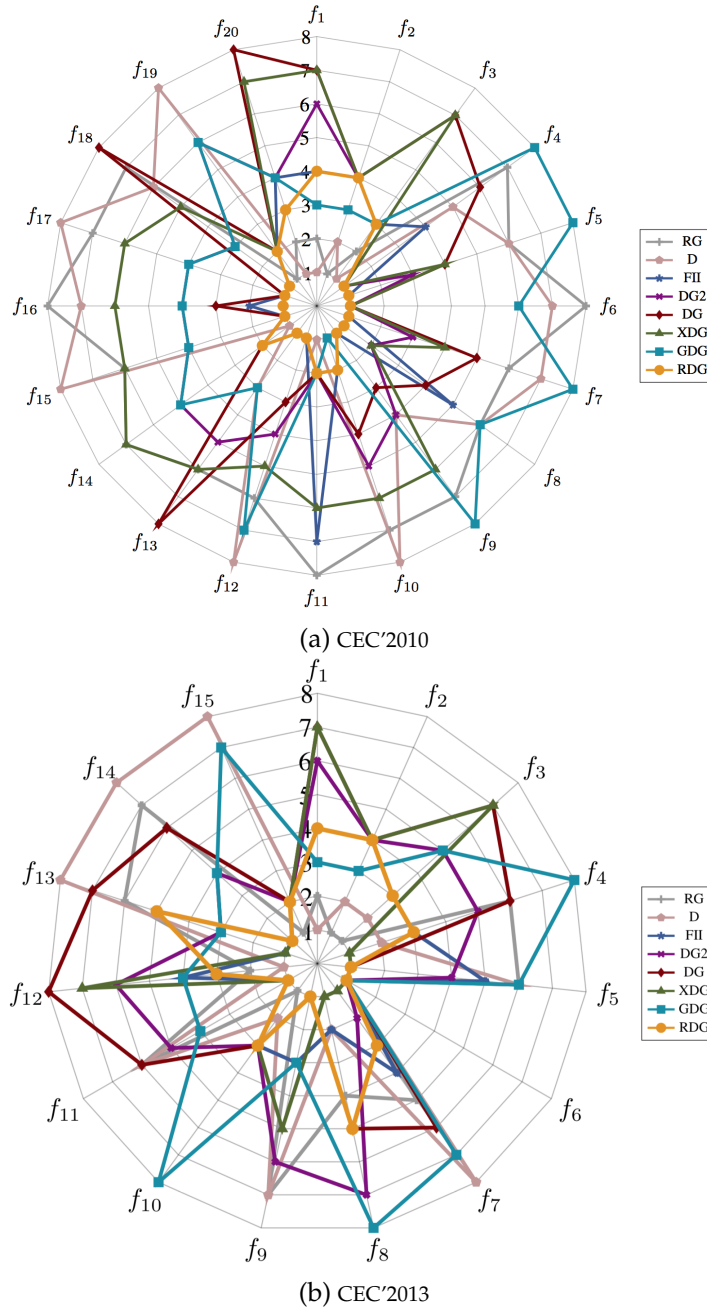 f1
f2
f3
f4
f5
f6
f7
f8
f9
f10
f11
f12
f13
f14
f15
f16
f17
f18
f19
f20
8
7
6
5
4
3
2
1
RG
D
FII
DG2
DG
XDG
GDG
RDG
(a) CEC'2010
f1
f2
f3
f4
f5
f6
f7
f8
f9
f10
f11
f12
f13
f14
f15
8
7
6
5
4
3
2
1
RG
D
FII
DG2
DG
XDG
GDG
RDG
(b) CEC'2013